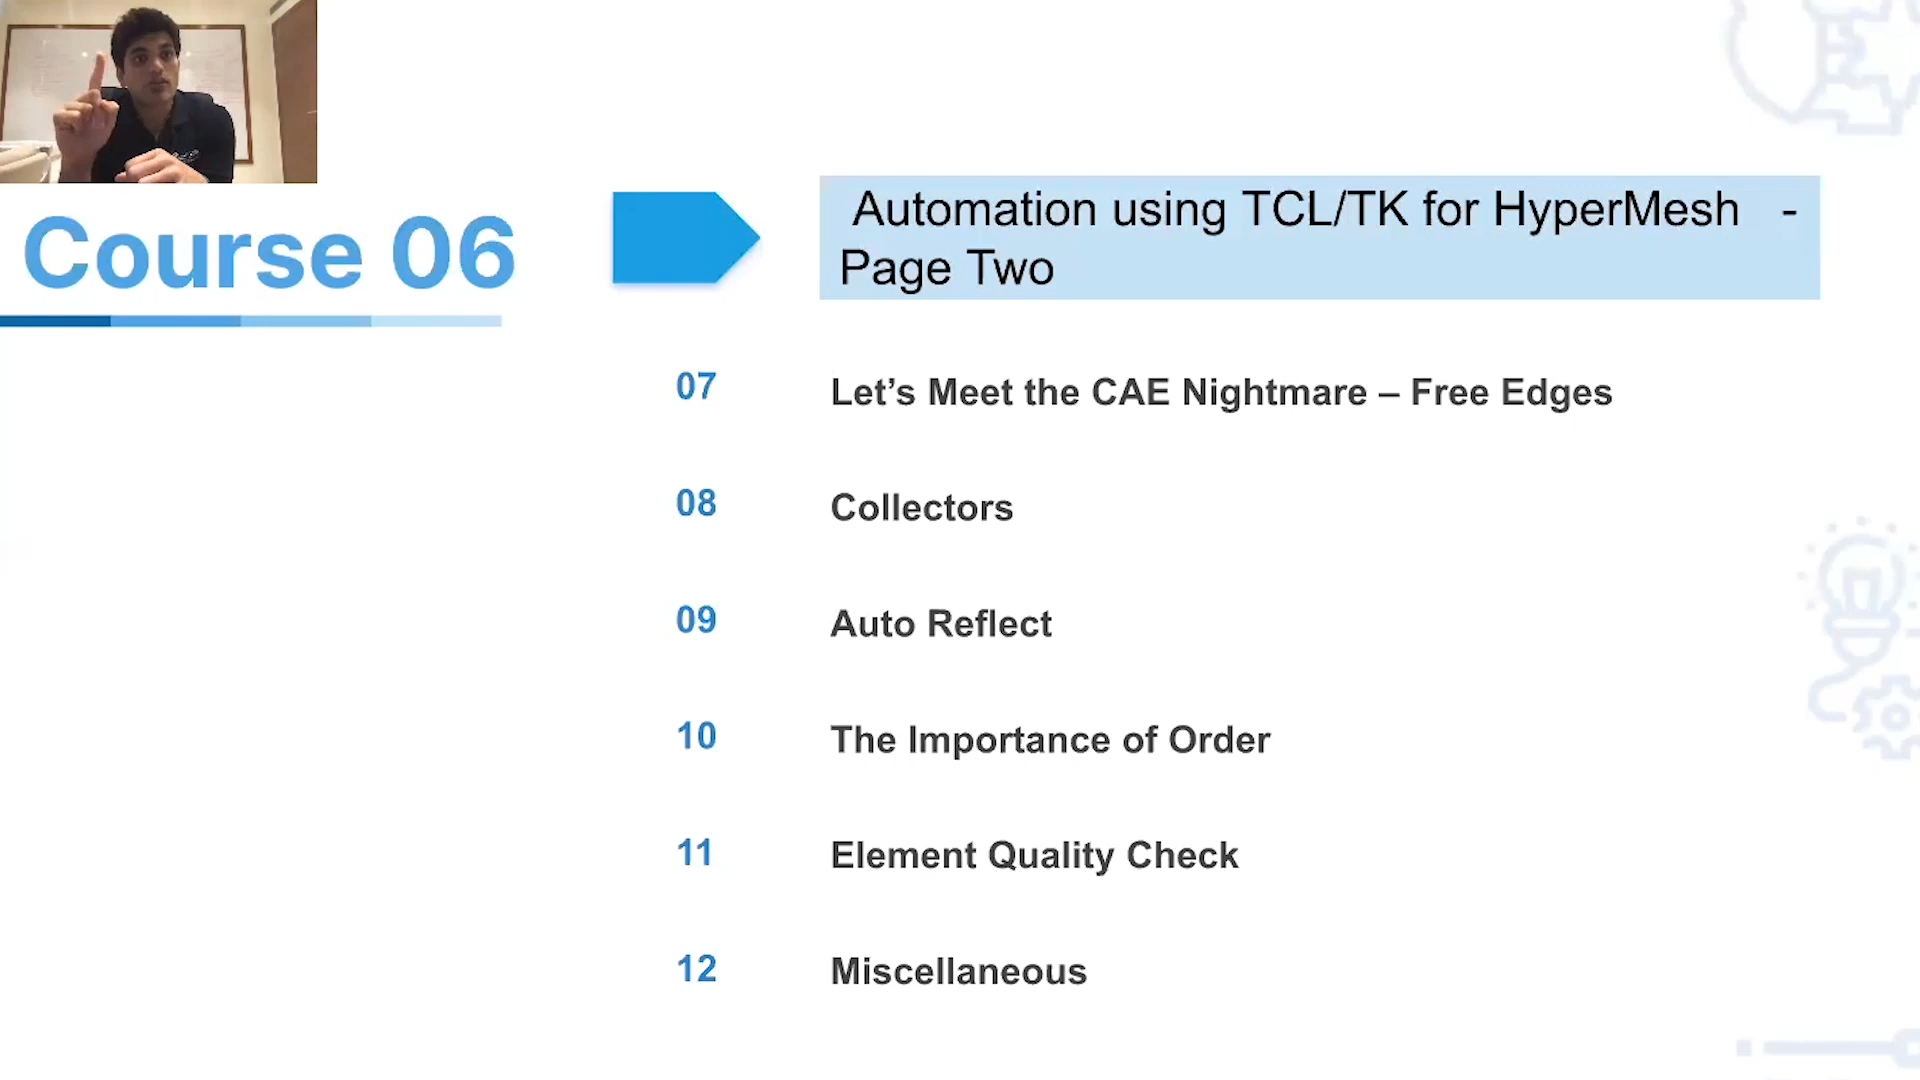 Course 06
Automation using TCL/TK for HyperMesh -
Page Two
07 Let’s Meet the CAE Nightmare – Free Edges
08 Collectors
09 Auto Reflect
10 The Importance of Order
11 Element Quality Check
12 Miscellaneous